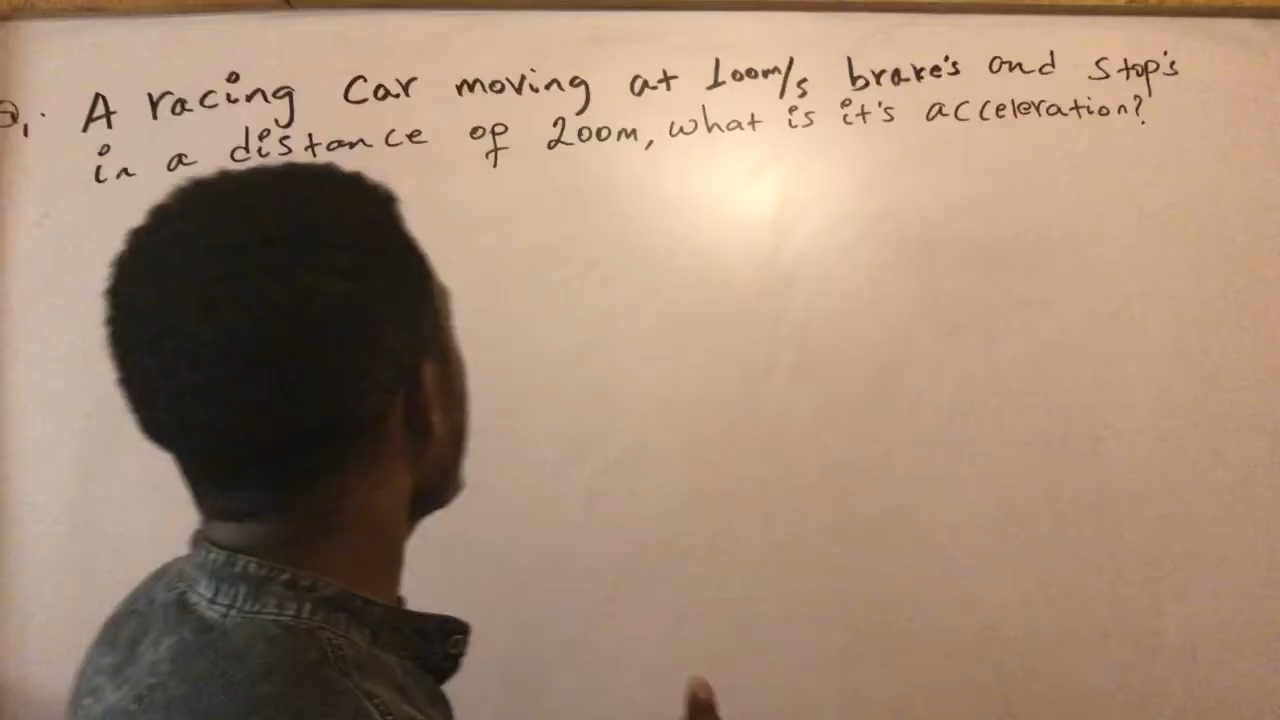 Q1. A racing car moving at 100m/s brake's and stop's
in a distance of 200m, what is it's acceleration?